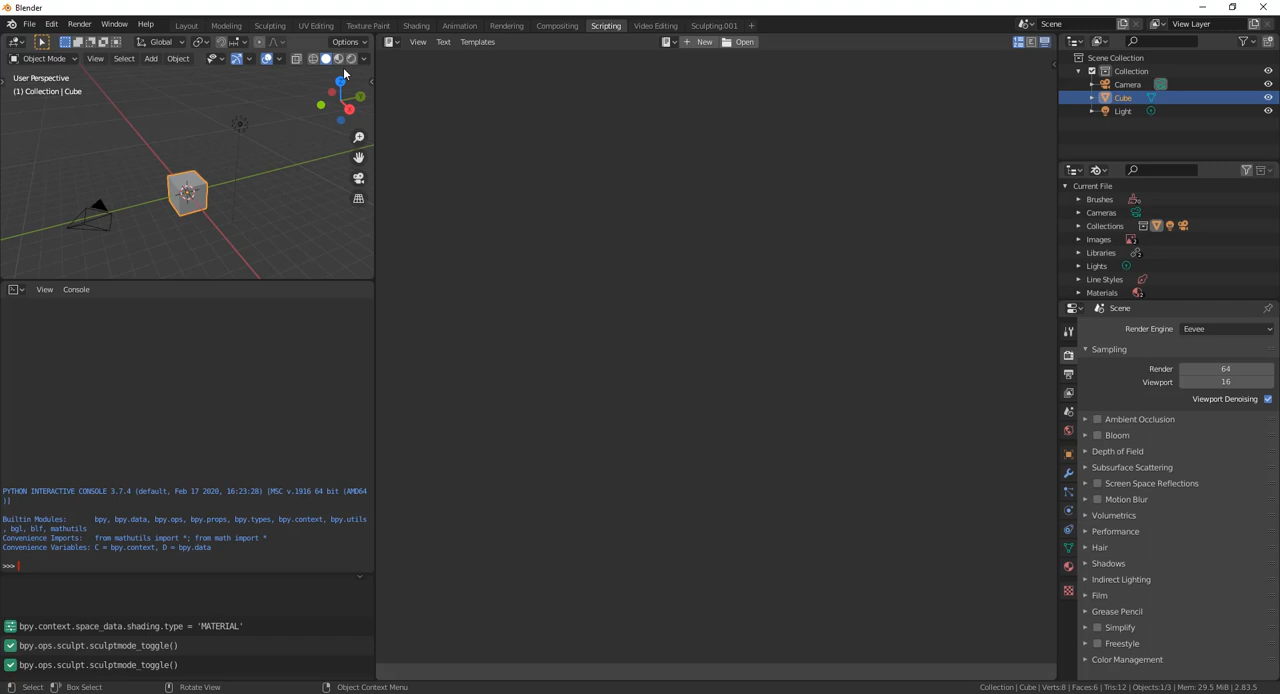 Blender
File Edit Render Window Help
Layout Modeling Sculpting UV Editing Texture Paint Shading Animation Rendering Compositing Scripting Video Editing Sculpting.001 +
Scene
View Layer
Global
Options
Object Mode View Select Add Object
User Perspective
(1) Collection | Cube
Z
Y
X
View Text Templates
+ New Open
Scene Collection
Collection
Camera
Cube
Light
Current File
Brushes
Cameras
Collections
Images 2
Libraries 2
Lights
Line Styles
Materials 2
Scene
Render Engine Eevee
Sampling
Render 64
Viewport 16
Viewport Denoising
Ambient Occlusion
Bloom
Depth of Field
Subsurface Scattering
Screen Space Reflections
Motion Blur
Volumetrics
Performance
Hair
Shadows
Indirect Lighting
Film
Grease Pencil
Simplify
Freestyle
Color Management
View Console
PYTHON INTERACTIVE CONSOLE 3.7.4 (default, Feb 17 2020, 16:23:28) [MSC v.1916 64 bit (AMD64
)]
Builtin Modules: bpy, bpy.data, bpy.ops, bpy.props, bpy.types, bpy.context, bpy.utils
, bgl, blf, mathutils
Convenience Imports: from mathutils import *; from math import *
Convenience Variables: C = bpy.context, D = bpy.data
>>>
bpy.context.space_data.shading.type = 'MATERIAL'
bpy.ops.sculpt.sculptmode_toggle()
bpy.ops.sculpt.sculptmode_toggle()
Select Box Select Rotate View Object Context Menu
Collection | Cube | Verts:8 | Faces:6 | Tris:12 | Objects:1/3 | Mem: 29.5 MiB | 2.83.5